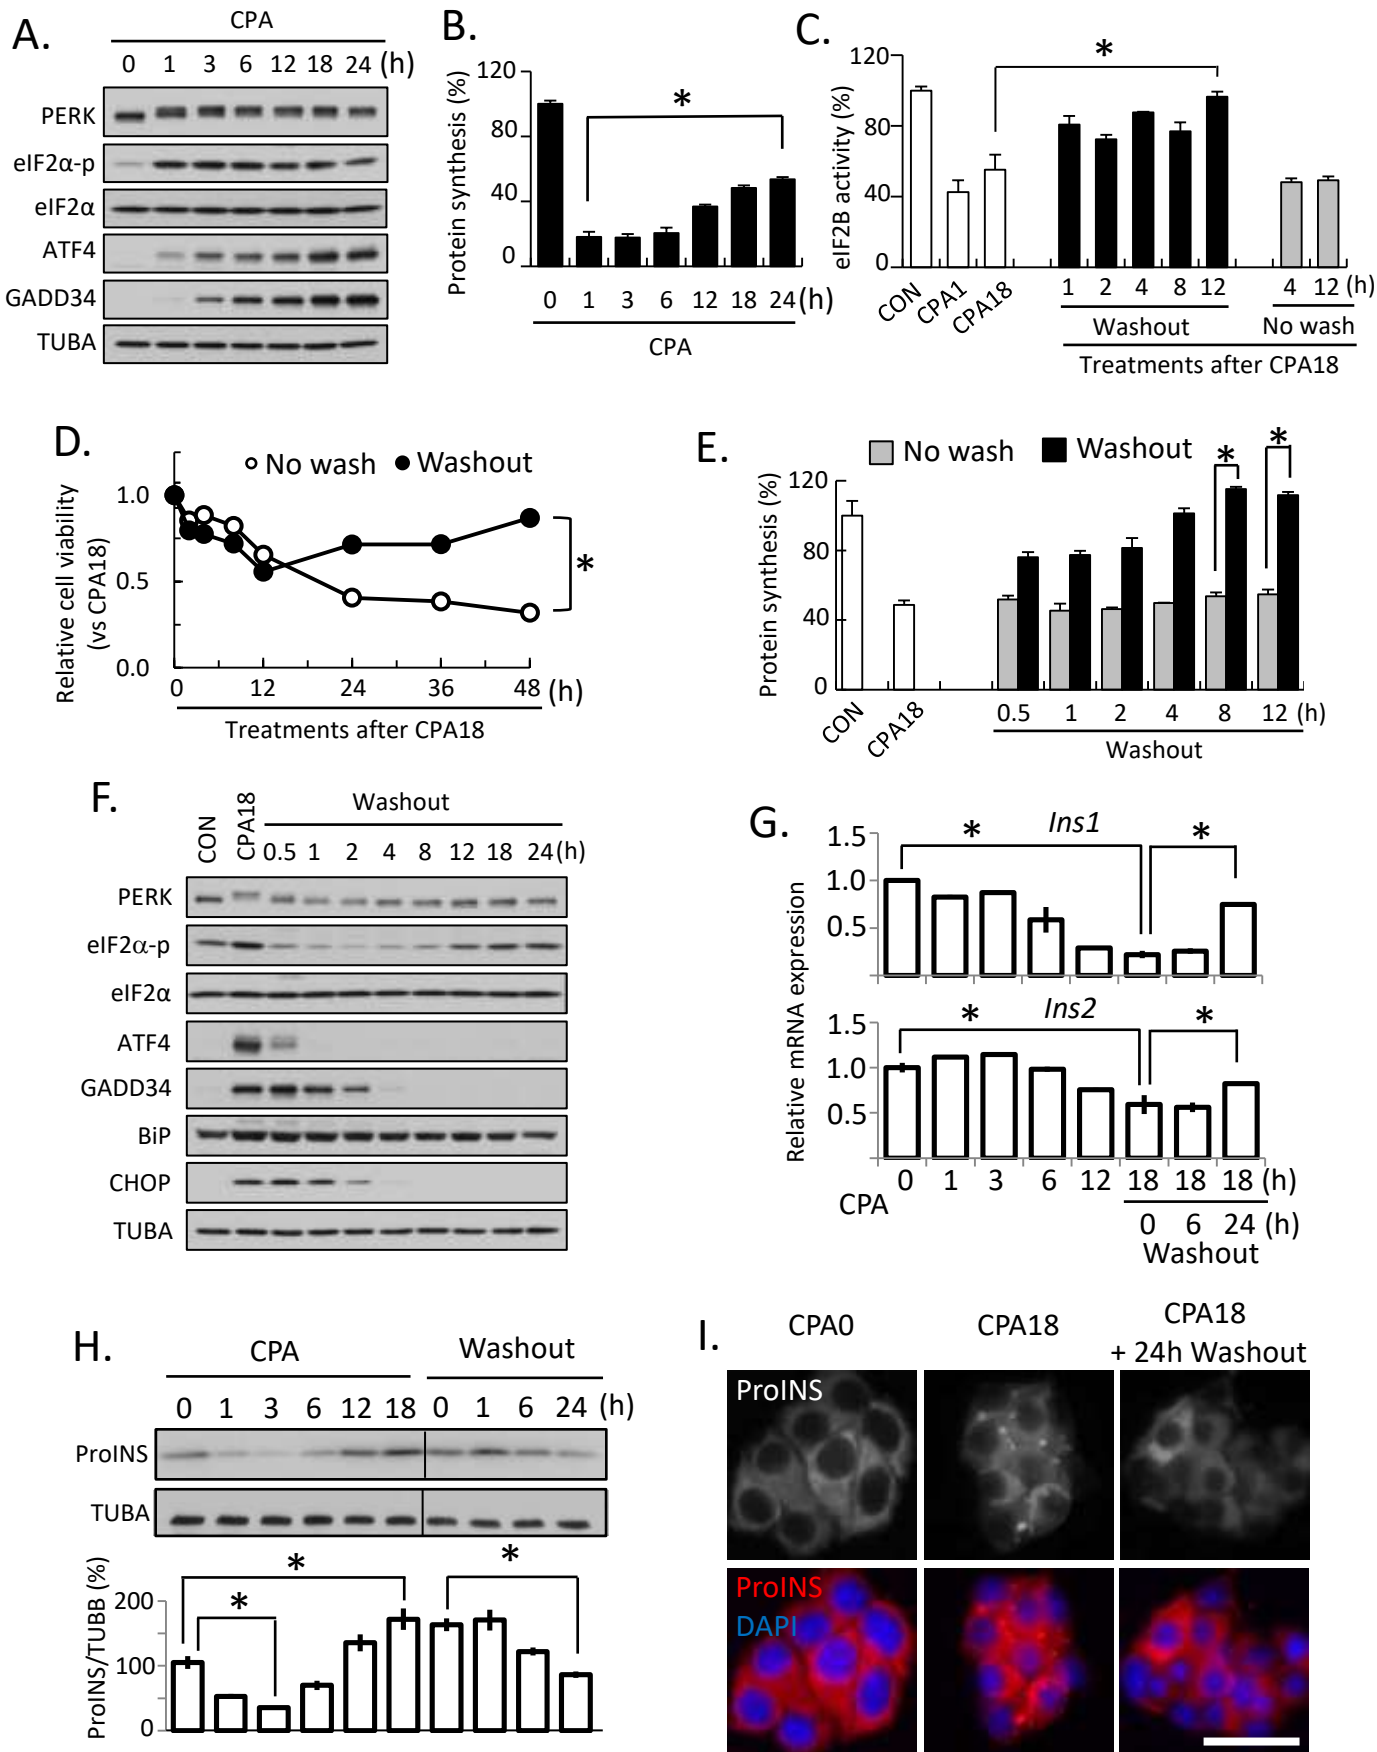 A.
CPA
0 1 3 6 12 18 24 (h)
PERK
eIF2α-p
eIF2α
ATF4
GADD34
TUBA
B.
Protein synthesis (%)
120
80
40
0
*
0 1 3 6 12 18 24 (h)
CPA
C.
eIF2B activity (%)
120
80
40
0
*
CON CPA1 CPA18
1 2 4 8 12 4 12 (h)
Washout No wash
Treatments after CPA18
D.
No wash Washout
Relative cell viability
(vs CPA18)
1.0
0.5
0.0
*
0 12 24 36 48 (h)
Treatments after CPA18
E.
No wash Washout
Protein synthesis (%)
120
80
40
0
* *
CON CPA18
0.5 1 2 4 8 12 (h)
Washout
F.
CON CPA18
Washout
0.5 1 2 4 8 12 18 24 (h)
PERK
eIF2α-p
eIF2α
ATF4
GADD34
BiP
CHOP
TUBA
G.
Relative mRNA expression
Ins1
1.5
1.0
0.5
* *
Ins2
1.5
1.0
0.5
* *
CPA
0 1 3 6 12 18 18 18 (h)
0 6 24 (h)
Washout
H.
CPA Washout
0 1 3 6 12 18 0 1 6 24 (h)
ProINS
TUBA
ProINS/TUBB (%)
200
100
0
* * *
I.
CPA0 CPA18 CPA18
+ 24h Washout
ProINS
ProINS
DAPI